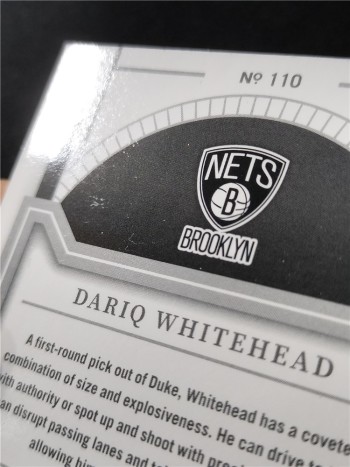 Nº 110
NETS
B
BROOKLYN
DARIQ WHITEHEAD
A first-round pick out of Duke, Whitehead has a
combination of size and explosiveness. He can drive
with authority or spot up and shoot with
disrupt passing lanes and
allowing